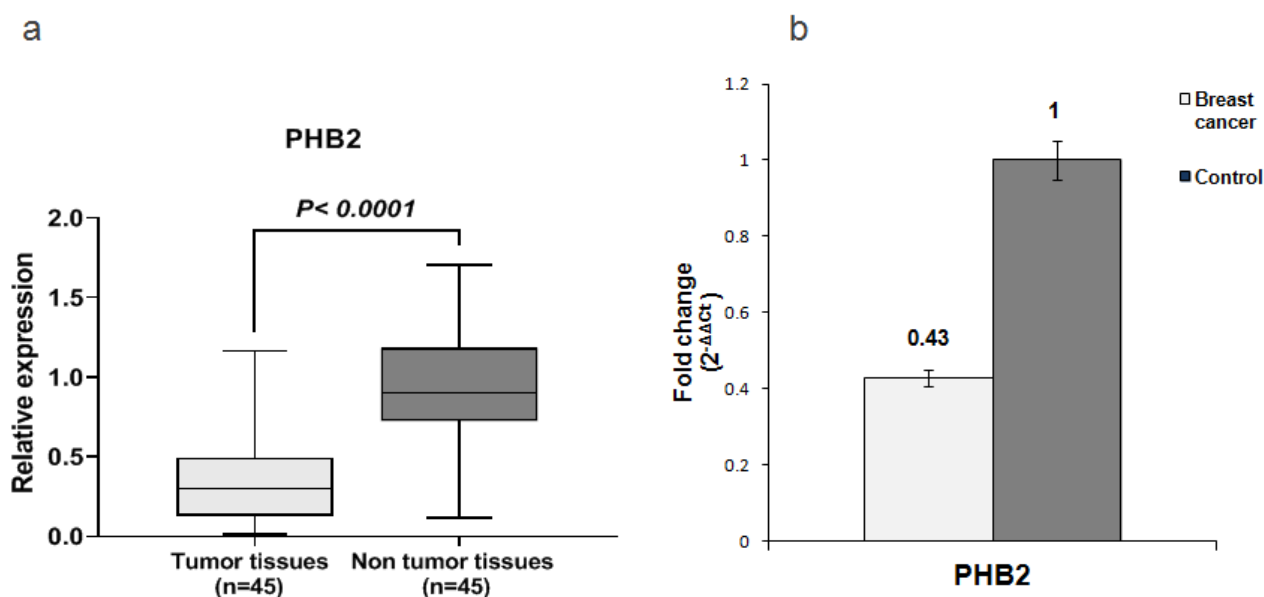 a
PHB2
P< 0.0001
Relative expression
2.0
1.5
1.0
0.5
0.0
Tumor tissues
(n=45)
Non tumor tissues
(n=45)
b
Fold change
(2-ΔΔCt)
1.2
1
0.8
0.6
0.4
0.2
0
0.43
1
PHB2
Breast
cancer
Control